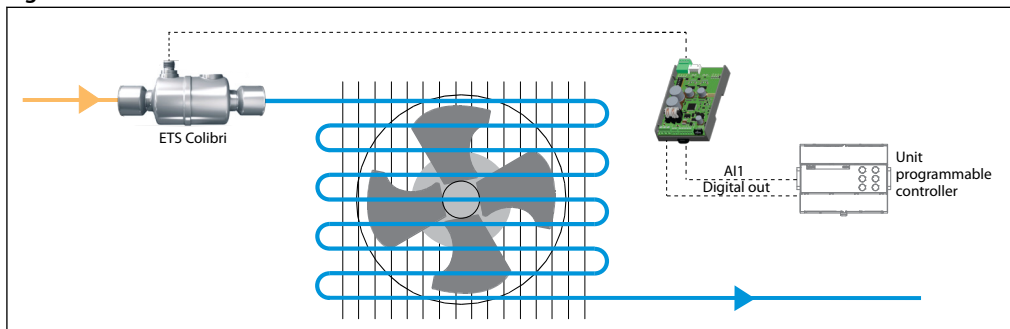 ETS Colibri
AI1
Digital out
Unit
programmable
controller